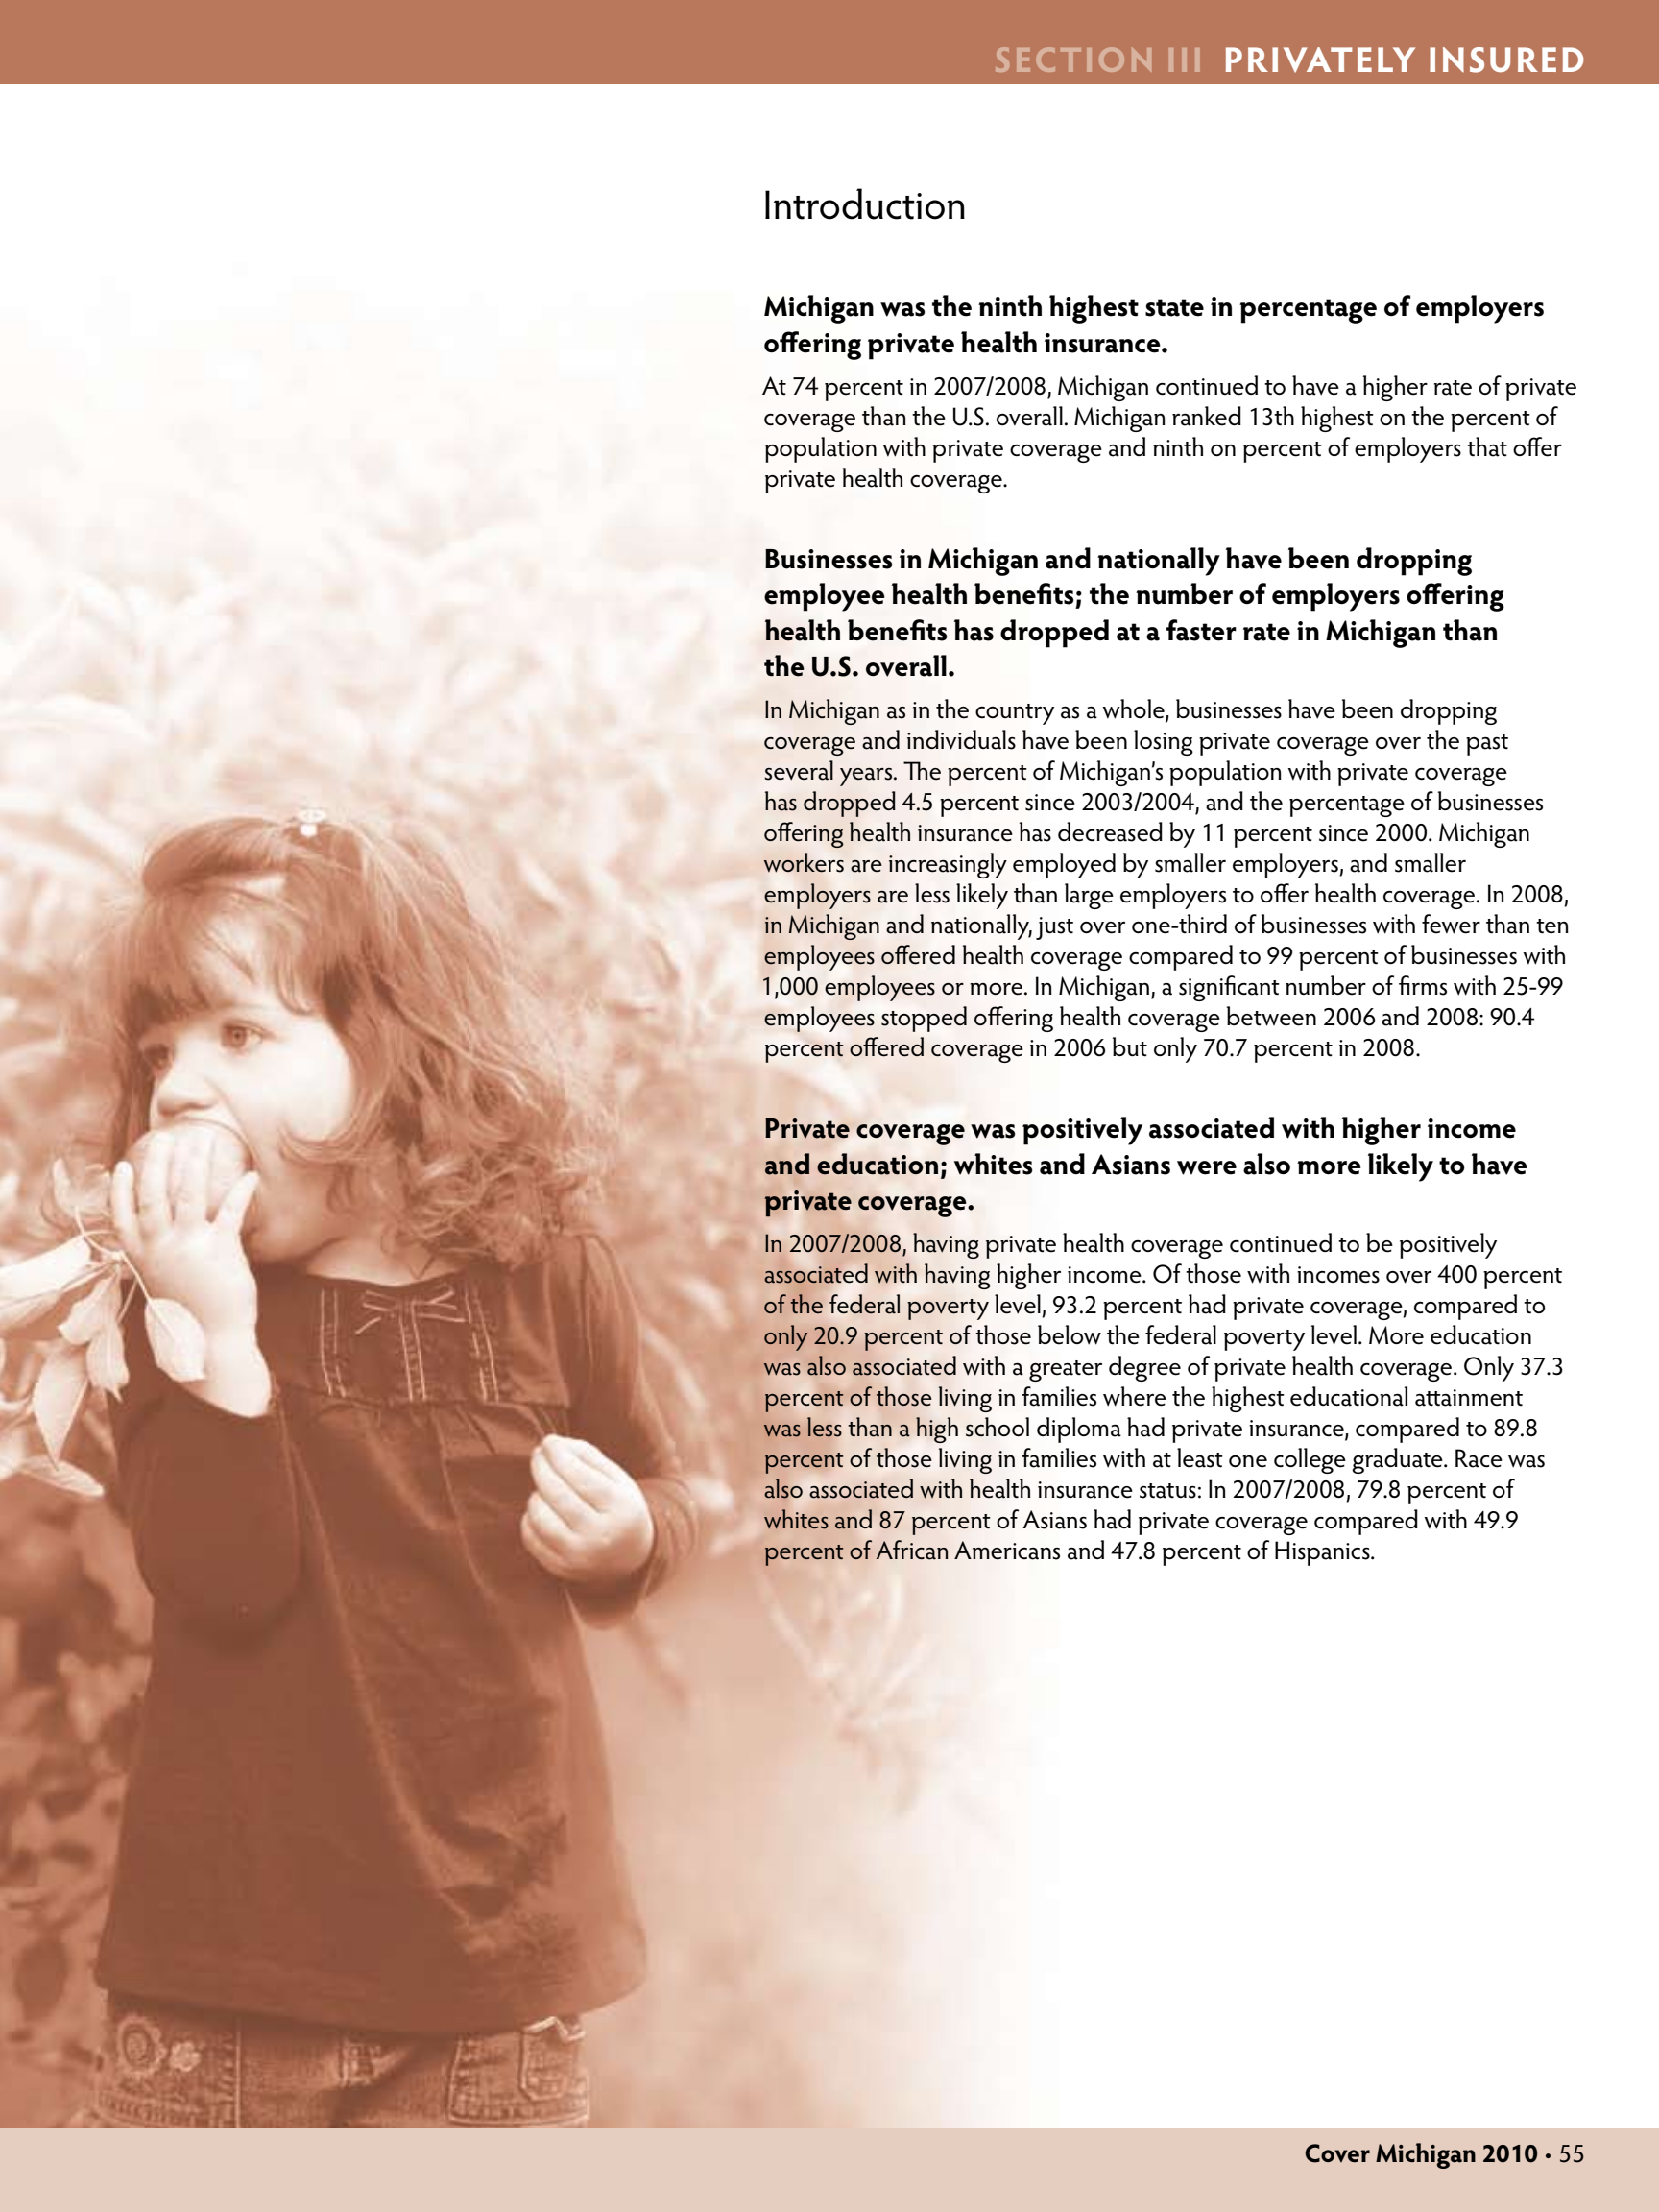 SECTION III PRIVATELY INSURED
Introduction
Michigan was the ninth highest state in percentage of employers
offering private health insurance.
At 74 percent in 2007/2008, Michigan continued to have a higher rate of private
coverage than the U.S. overall. Michigan ranked 13th highest on the percent of
population with private coverage and ninth on percent of employers that offer
private health coverage.
Businesses in Michigan and nationally have been dropping
employee health benefits; the number of employers offering
health benefits has dropped at a faster rate in Michigan than
the U.S. overall.
In Michigan as in the country as a whole, businesses have been dropping
coverage and individuals have been losing private coverage over the past
several years. The percent of Michigan's population with private coverage
has dropped 4.5 percent since 2003/2004, and the percentage of businesses
offering health insurance has decreased by 11 percent since 2000. Michigan
workers are increasingly employed by smaller employers, and smaller
employers are less likely than large employers to offer health coverage. In 2008,
in Michigan and nationally, just over one-third of businesses with fewer than ten
employees offered health coverage compared to 99 percent of businesses with
1,000 employees or more. In Michigan, a significant number of firms with 25-99
employees stopped offering health coverage between 2006 and 2008: 90.4
percent offered coverage in 2006 but only 70.7 percent in 2008.
Private coverage was positively associated with higher income
and education; whites and Asians were also more likely to have
private coverage.
In 2007/2008, having private health coverage continued to be positively
associated with having higher income. Of those with incomes over 400 percent
of the federal poverty level, 93.2 percent had private coverage, compared to
only 20.9 percent of those below the federal poverty level. More education
was also associated with a greater degree of private health coverage. Only 37.3
percent of those living in families where the highest educational attainment
was less than a high school diploma had private insurance, compared to 89.8
percent of those living in families with at least one college graduate. Race was
also associated with health insurance status: In 2007/2008, 79.8 percent of
whites and 87 percent of Asians had private coverage compared with 49.9
percent of African Americans and 47.8 percent of Hispanics.
Cover Michigan 2010 • 55